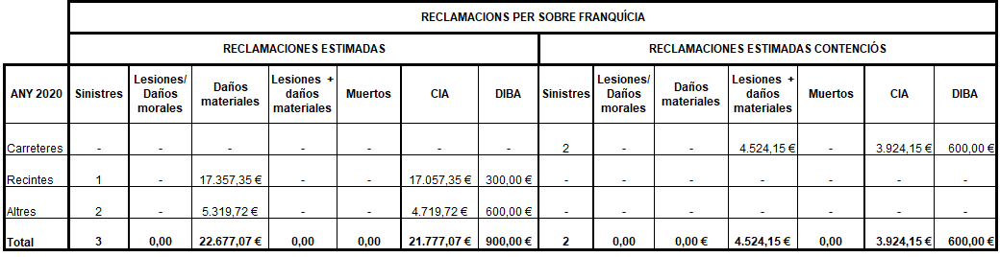 RECLAMACIONS PER SOBRE FRANQUÍCIA
RECLAMACIONES ESTIMADAS RECLAMACIONES ESTIMADAS CONTENCIÓS
ANY 2020 Sinistres Lesiones/ Daños morales Daños materiales Lesiones + daños materiales Muertos CIA DIBA Sinistres Lesiones/ Daños morales Daños materiales Lesiones + daños materiales Muertos CIA DIBA
Carreteres - - - - - - - 2 - - 4.524,15 € - 3.924,15 € 600,00 €
Recintes 1 - 17.357,35 € - - 17.057,35 € 300,00 € - - - - - - -
Altres 2 - 5.319,72 € - - 4.719,72 € 600,00 € - - - - - - -
Total 3 0,00 22.677,07 € 0,00 0,00 21.777,07 € 900,00 € 2 0,00 0,00 € 4.524,15 € 0,00 3.924,15 € 600,00 €